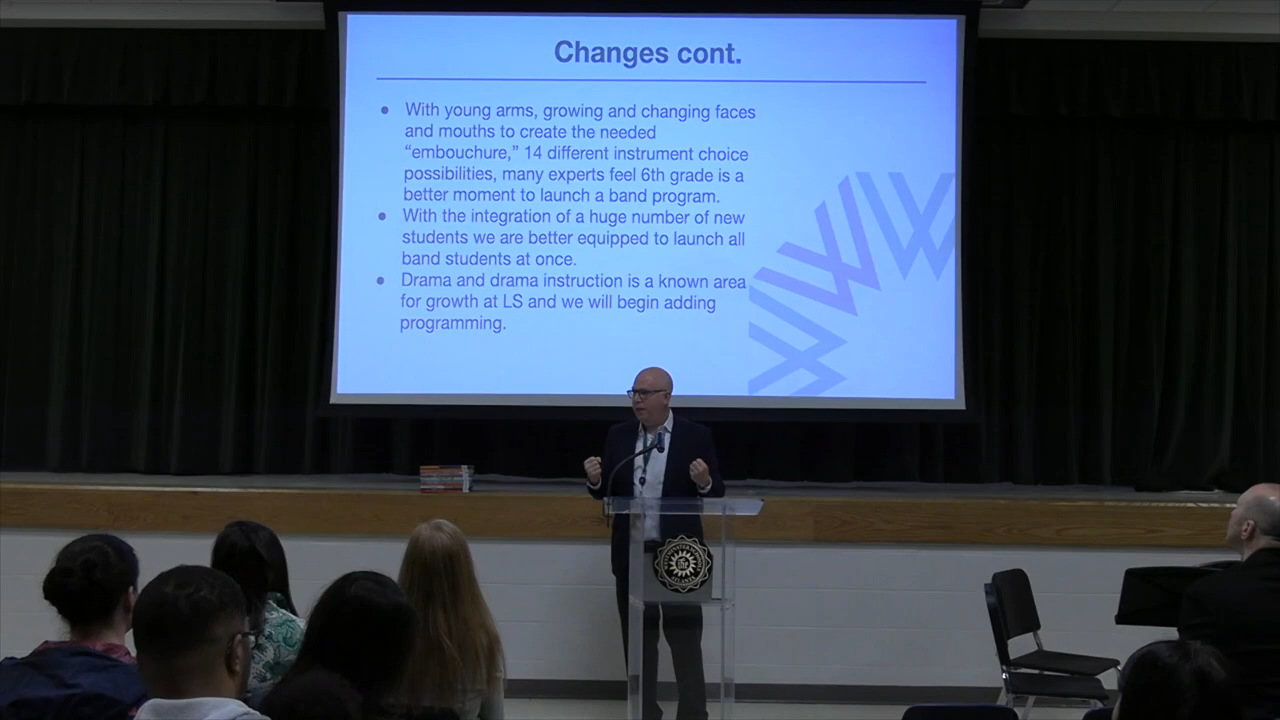 Changes cont.
● With young arms, growing and changing faces
and mouths to create the needed
“embouchure,” 14 different instrument choice
possibilities, many experts feel 6th grade is a
better moment to launch a band program.
● With the integration of a huge number of new
students we are better equipped to launch all
band students at once.
● Drama and drama instruction is a known area
for growth at LS and we will begin adding
programming.
ATLANTA